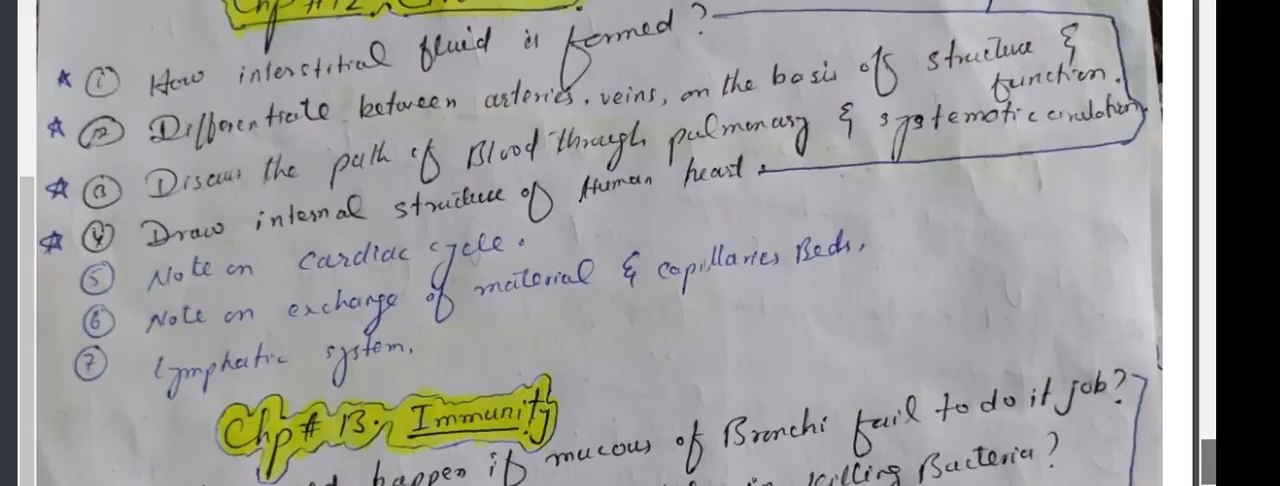 Chp # 12.
☆ ① How interstitial fluid is formed?
☆ ② Differentiate between arteries, veins, on the basis of structure & function.
☆ ③ Discuss the path of Blood through pulmonary & systematic circulation
☆ ④ Draw internal structure of Human heart.
⑤ Note on cardiac cycle.
⑥ Note on exchange of material & capillaries Beds.
⑦ Lymphatic system.
Chp # 13: Immunity
happen if mucous of Bronchi fail to do it job?
in killing Bacteria?